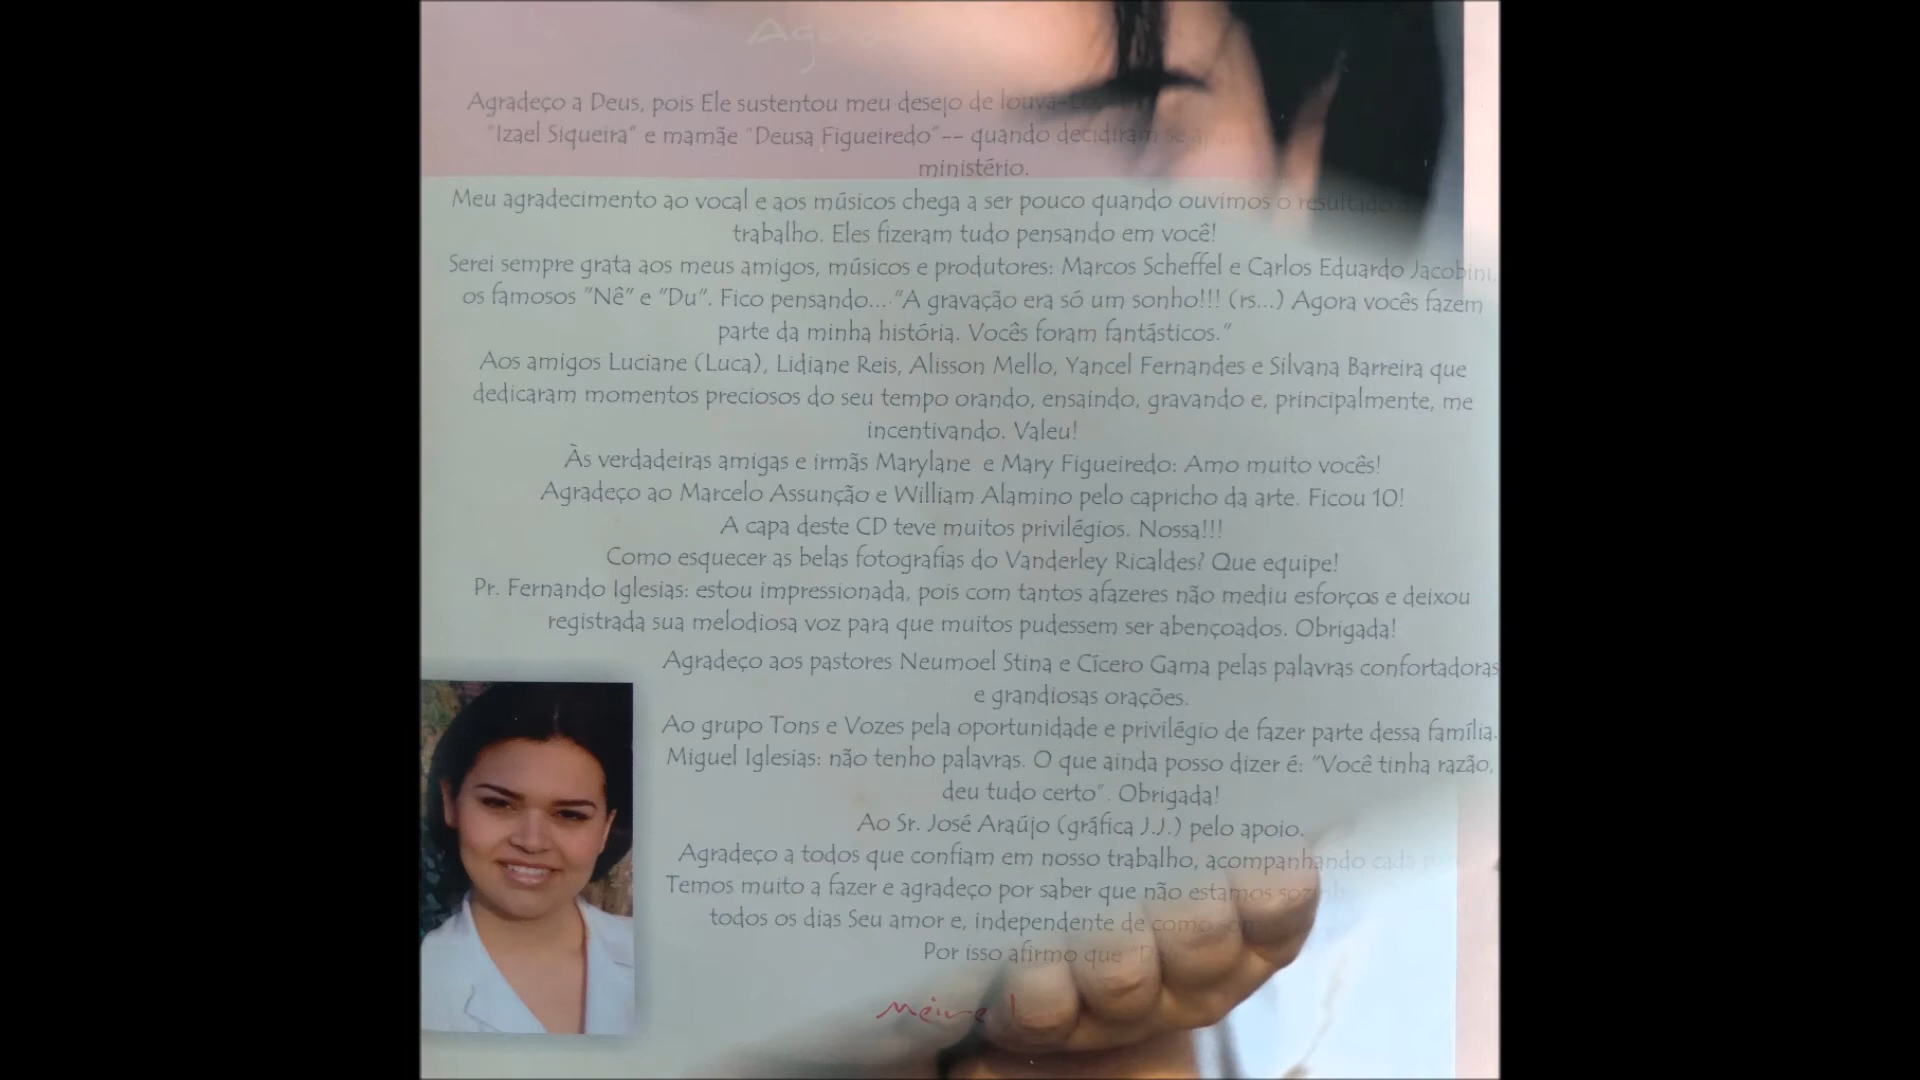 Agradeço a Deus, pois Ele sustentou meu desejo de
"Izael Siqueira" e mamãe "Deusa Figueiredo"-- quando decidiram
ministério.
Meu agradecimento ao vocal e aos músicos chega a ser pouco quando ouvimos o resultado
trabalho. Eles fizeram tudo pensando em você!
Serei sempre grata aos meus amigos, músicos e produtores: Marcos Scheffel e Carlos Eduardo Jacobini,
os famosos "Nê" e "Du". Fico pensando... "A gravação era só um sonho!!! (rs...) Agora vocês fazem
parte da minha história. Vocês foram fantásticos."
Aos amigos Luciane (Luca), Lidiane Reis, Alisson Mello, Yancel Fernandes e Silvana Barreira que
dedicaram momentos preciosos do seu tempo orando, ensaindo, gravando e, principalmente, me
incentivando. Valeu!
Às verdadeiras amigas e irmãs Marylane e Mary Figueiredo: Amo muito vocês!
Agradeço ao Marcelo Assunção e William Alamino pelo capricho da arte. Ficou 10!
A capa deste CD teve muitos privilégios. Nossa!!!
Como esquecer as belas fotografias do Vanderley Ricaldes? Que equipe!
Pr. Fernando Iglesias: estou impressionada, pois com tantos afazeres não mediu esforços e deixou
registrada sua melodiosa voz para que muitos pudessem ser abençoados. Obrigada!
Agradeço aos pastores Neumoel Stina e Cícero Gama pelas palavras confortadoras
e grandiosas orações.
Ao grupo Tons e Vozes pela oportunidade e privilégio de fazer parte dessa família.
Miguel Iglesias: não tenho palavras. O que ainda posso dizer é: "Você tinha razão,
deu tudo certo". Obrigada!
Ao Sr. José Araújo (gráfica J.J.) pelo apoio.
Agradeço a todos que confiam em nosso trabalho, acompanhando cada
Temos muito a fazer e agradeço por saber que não estamos
todos os dias Seu amor e, independente de como
Por isso afirmo que
Meire